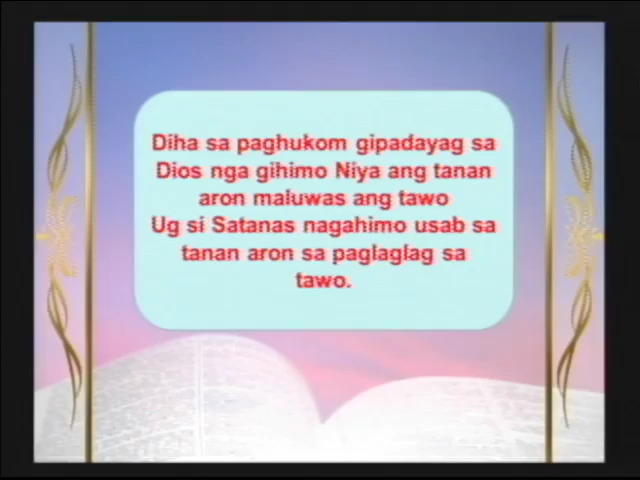 Diha sa paghukom gipadayag sa
Dios nga gihimo Niya ang tanan
aron maluwas ang tawo
Ug si Satanas nagahimo usab sa
tanan aron sa paglaglag sa
tawo.